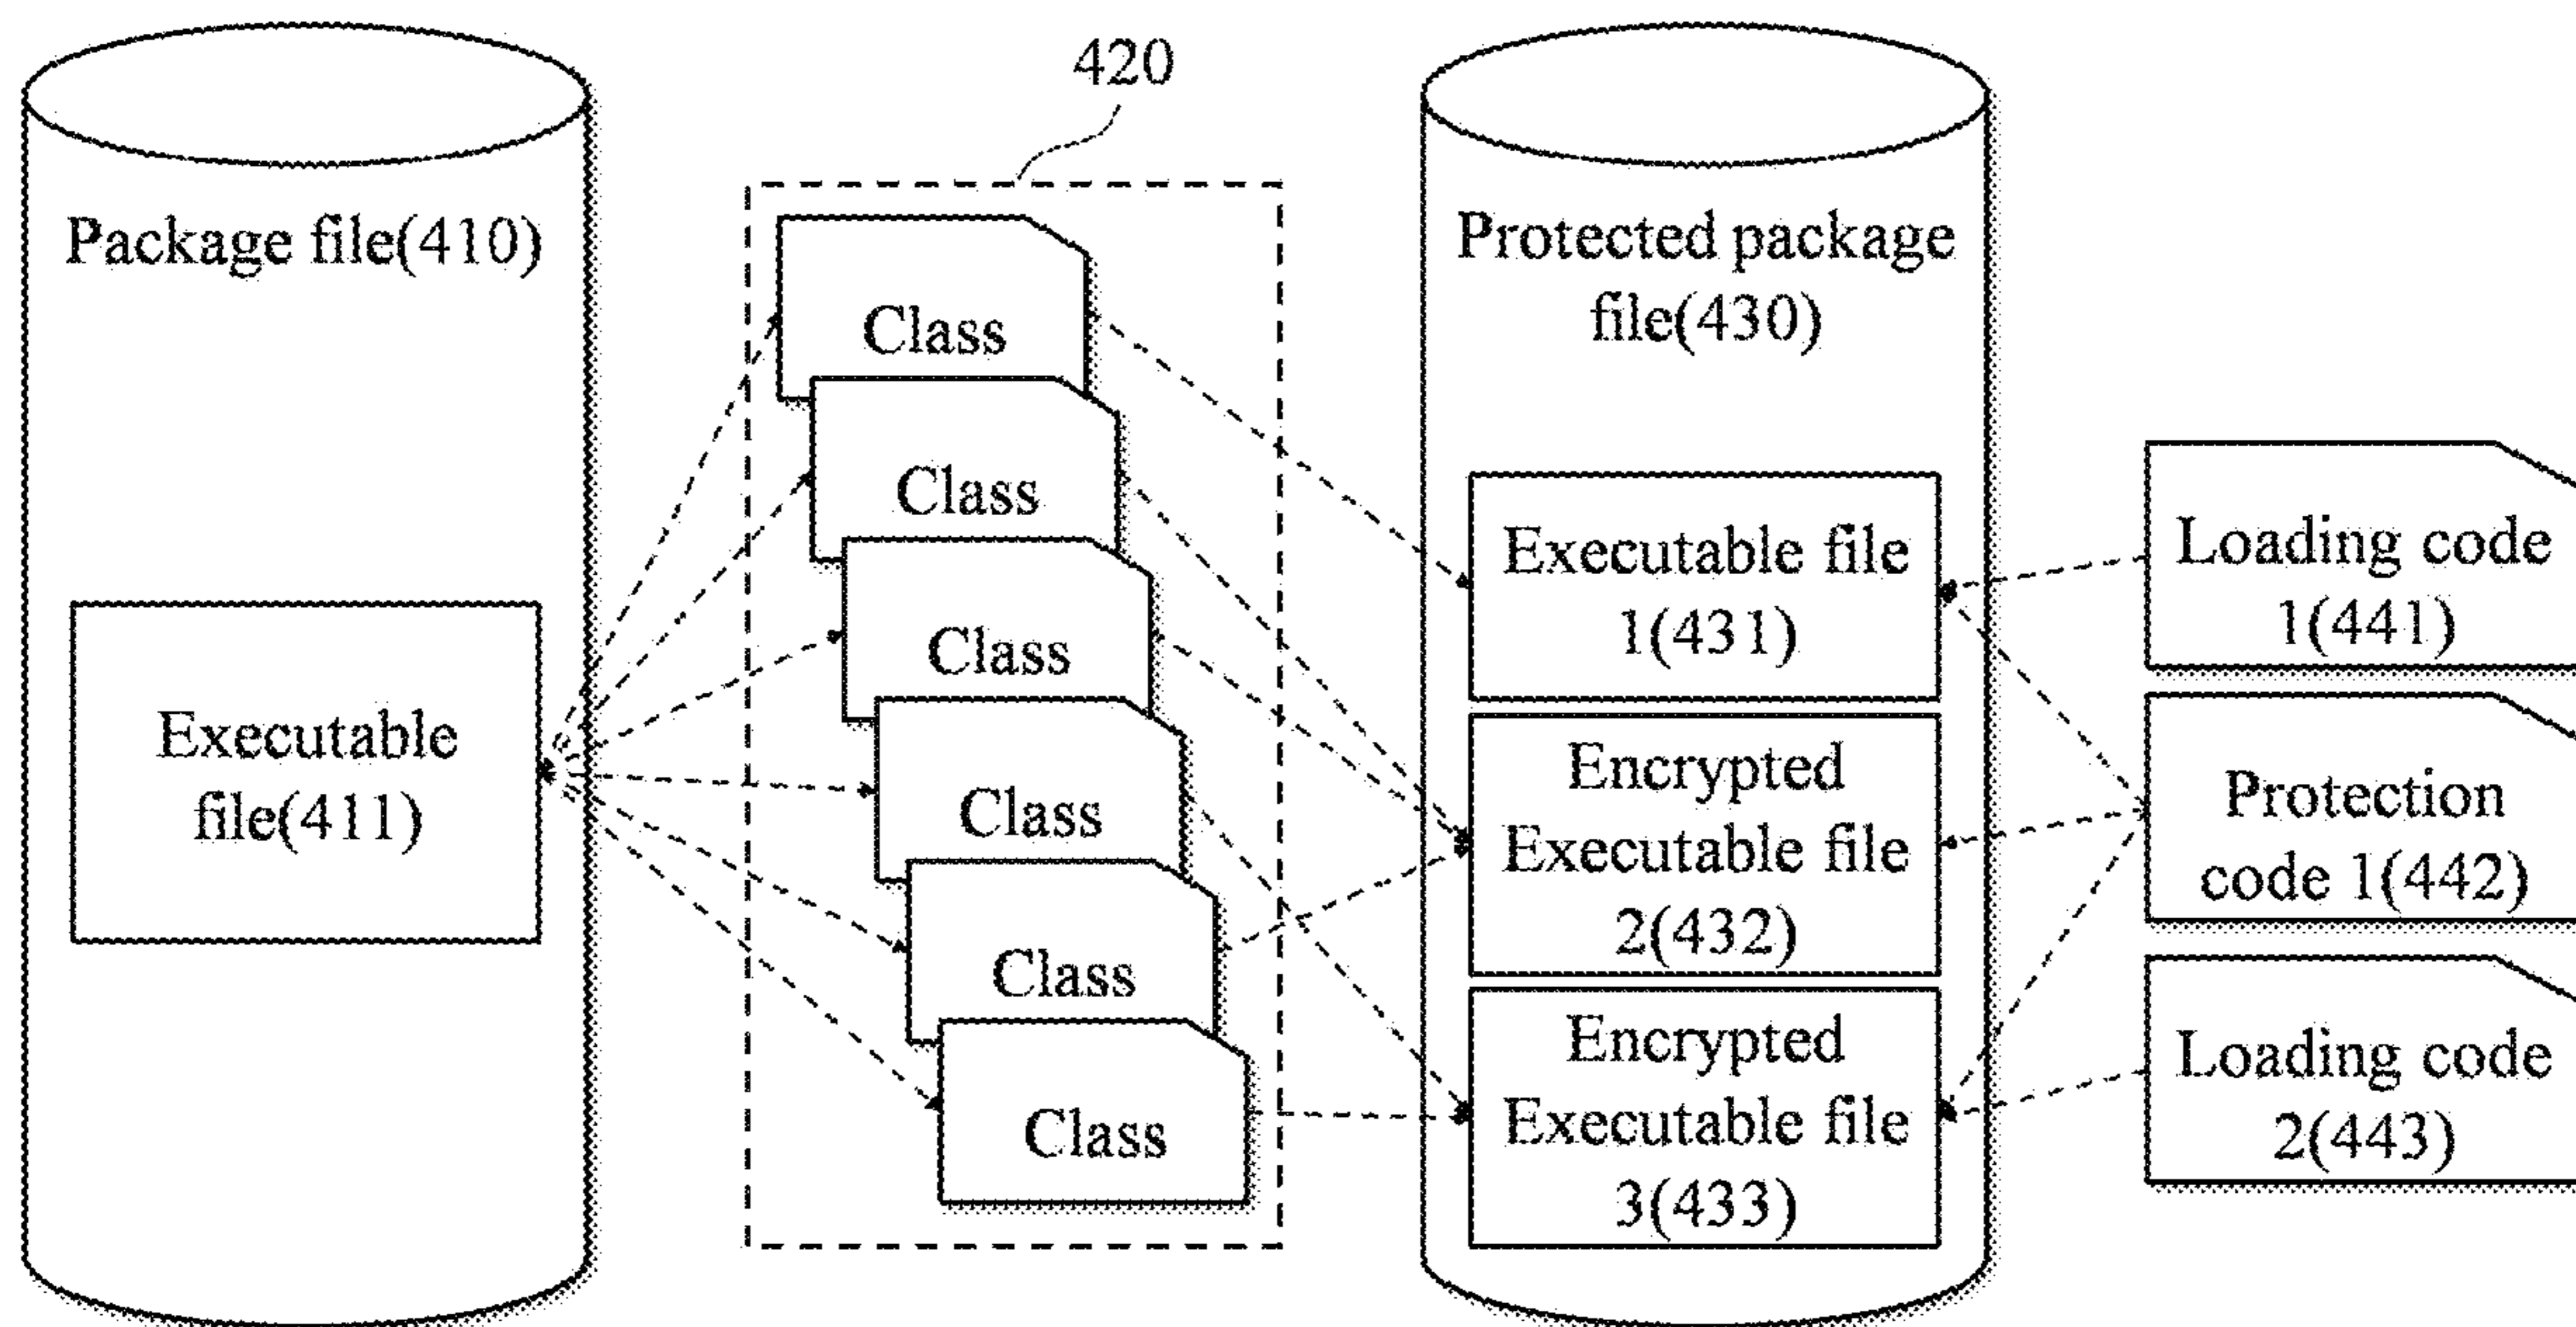 420
Package file(410)
Executable
file(411)
Class
Class
Class
Class
Class
Class
Protected package
file(430)
Executable file
1(431)
Encrypted
Executable file
2(432)
Encrypted
Executable file
3(433)
Loading code
1(441)
Protection
code 1(442)
Loading code
2(443)